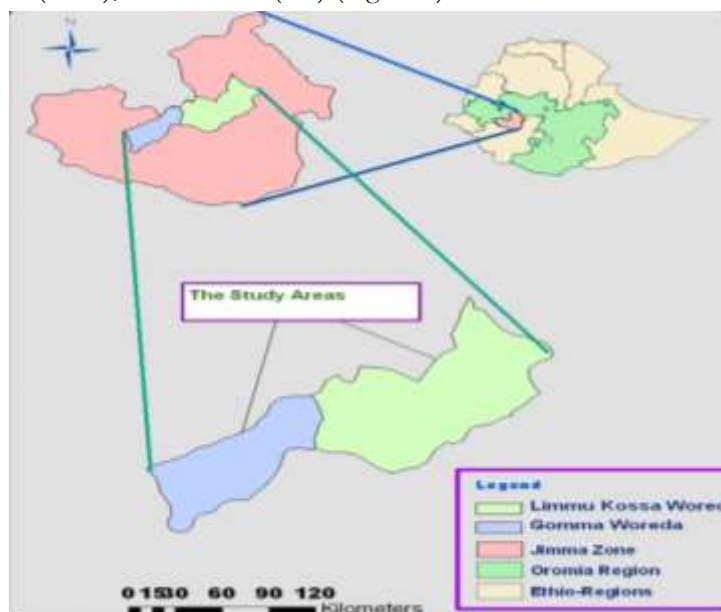 N
The Study Areas
Legend
Limmu Kossa Wored
Gomma Woreda
Jimma Zone
Oromia Region
Ethio-Regions
0 15 30 60 90 120
Kilometers